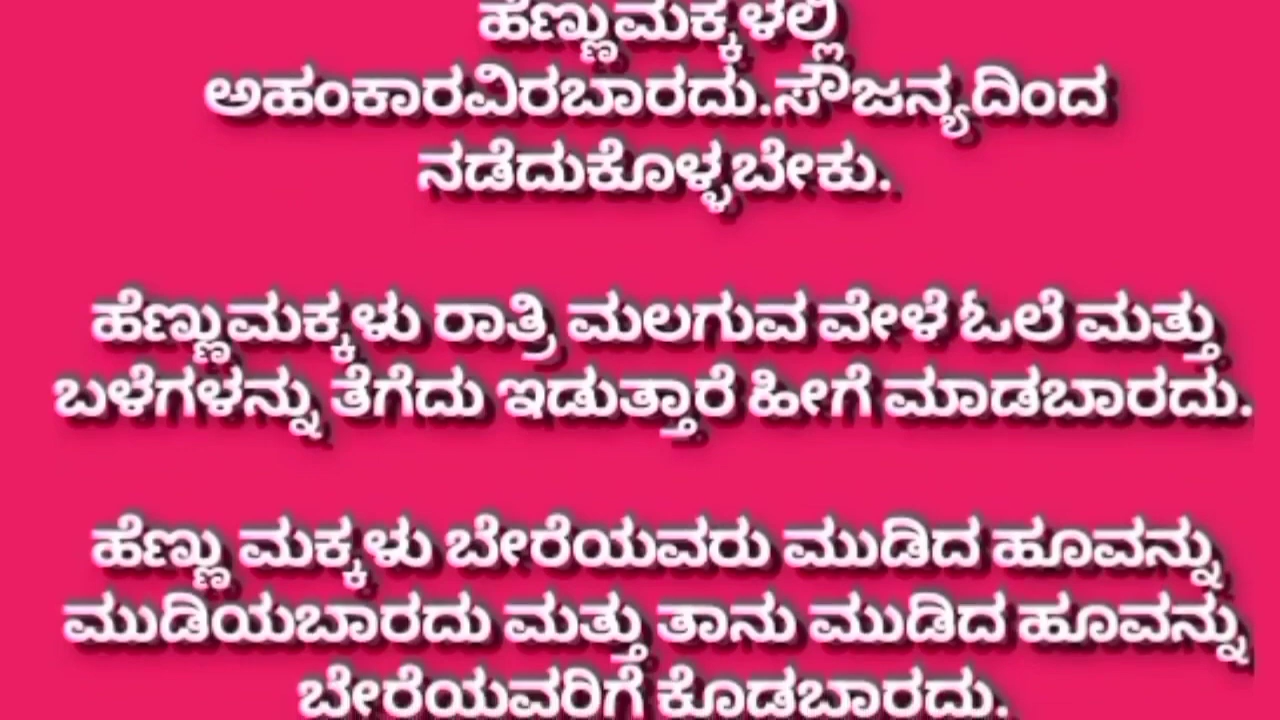 ಹೆಣ್ಣುಮಕ್ಕಳಲ್ಲಿ
ಅಹಂಕಾರವಿರಬಾರದು.ಸೌಜನ್ಯದಿಂದ
ನಡೆದುಕೊಳ್ಳಬೇಕು.
ಹೆಣ್ಣುಮಕ್ಕಳು ರಾತ್ರಿ ಮಲಗುವ ವೇಳೆ ಓಲೆ ಮತ್ತು
ಬಳೆಗಳನ್ನು ತೆಗೆದು ಇಡುತ್ತಾರೆ ಹೀಗೆ ಮಾಡಬಾರದು.
ಹೆಣ್ಣು ಮಕ್ಕಳು ಬೇರೆಯವರು ಮುಡಿದ ಹೂವನ್ನು
ಮುಡಿಯಬಾರದು ಮತ್ತು ತಾನು ಮುಡಿದ ಹೂವನ್ನು
ಬೇರೆಯವರಿಗೆ ಕೊಡಬಾರದು.